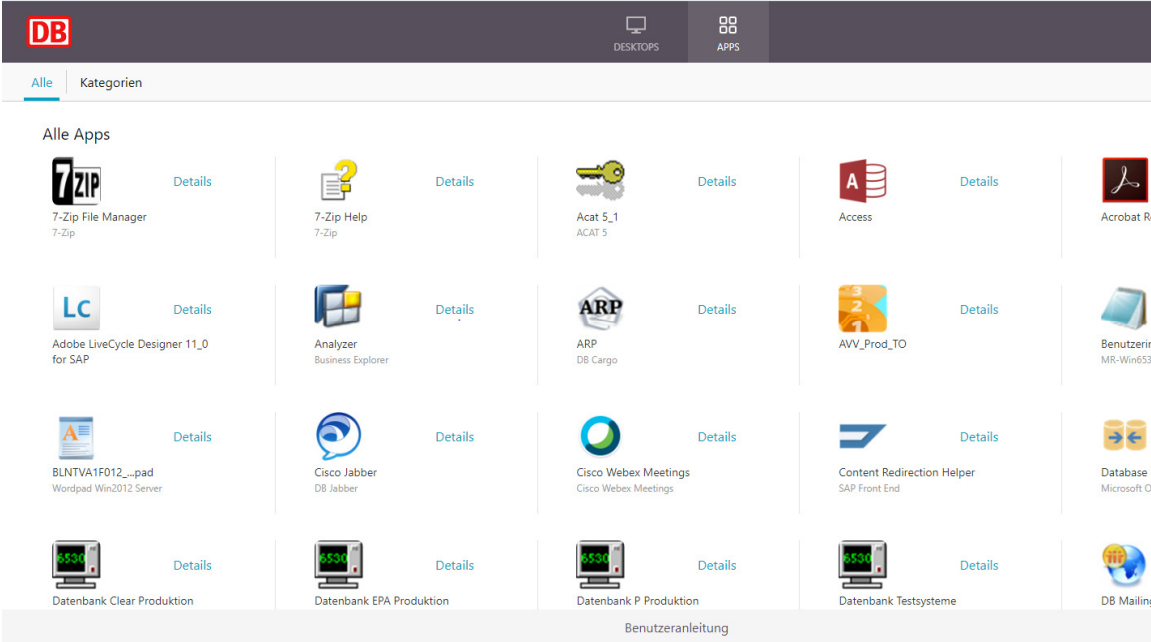 DB
DESKTOPS
APPS
Alle
Kategorien
Alle Apps
7ZIP
Details
7-Zip File Manager
7-Zip
Details
7-Zip Help
7-Zip
Details
Acat 5_1
ACAT 5
A
Details
Access
Acrobat R
Lc
Details
Adobe LiveCycle Designer 11_0
for SAP
Details
Analyzer
Business Explorer
ARP
Details
ARP
DB Cargo
3
2
1
Details
AVV_Prod_TO
Benutzerin
MR-Win653
A
Details
BLNTVA1F012_...pad
Wordpad Win2012 Server
Details
Cisco Jabber
DB Jabber
Details
Cisco Webex Meetings
Cisco Webex Meetings
Details
Content Redirection Helper
SAP Front End
Database
Microsoft O
6530
Details
Datenbank Clear Produktion
6530
Details
Datenbank EPA Produktion
6530
Details
Datenbank P Produktion
6530
Details
Datenbank Testsysteme
DB Mailing
Benutzeranleitung